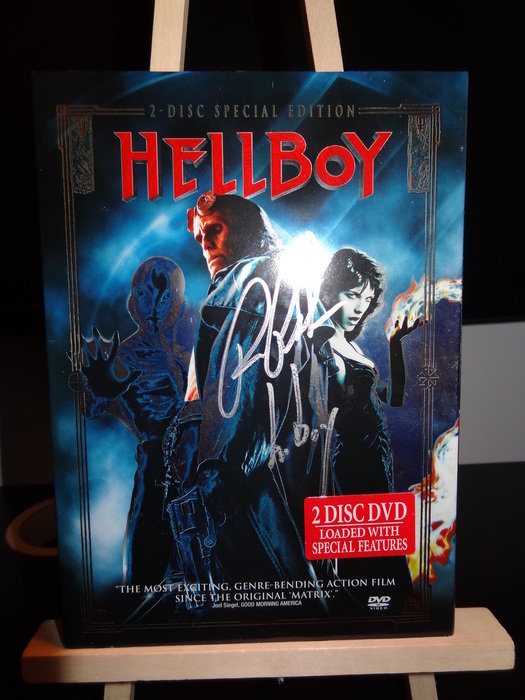 2-DISC SPECIAL EDITION
HELLBOY
2 DISC DVD
LOADED WITH
SPECIAL FEATURES
"THE MOST EXCITING, GENRE-BENDING ACTION FILM
SINCE THE ORIGINAL 'MATRIX'."
Joel Siegel, GOOD MORNING AMERICA
DVD
VIDEO